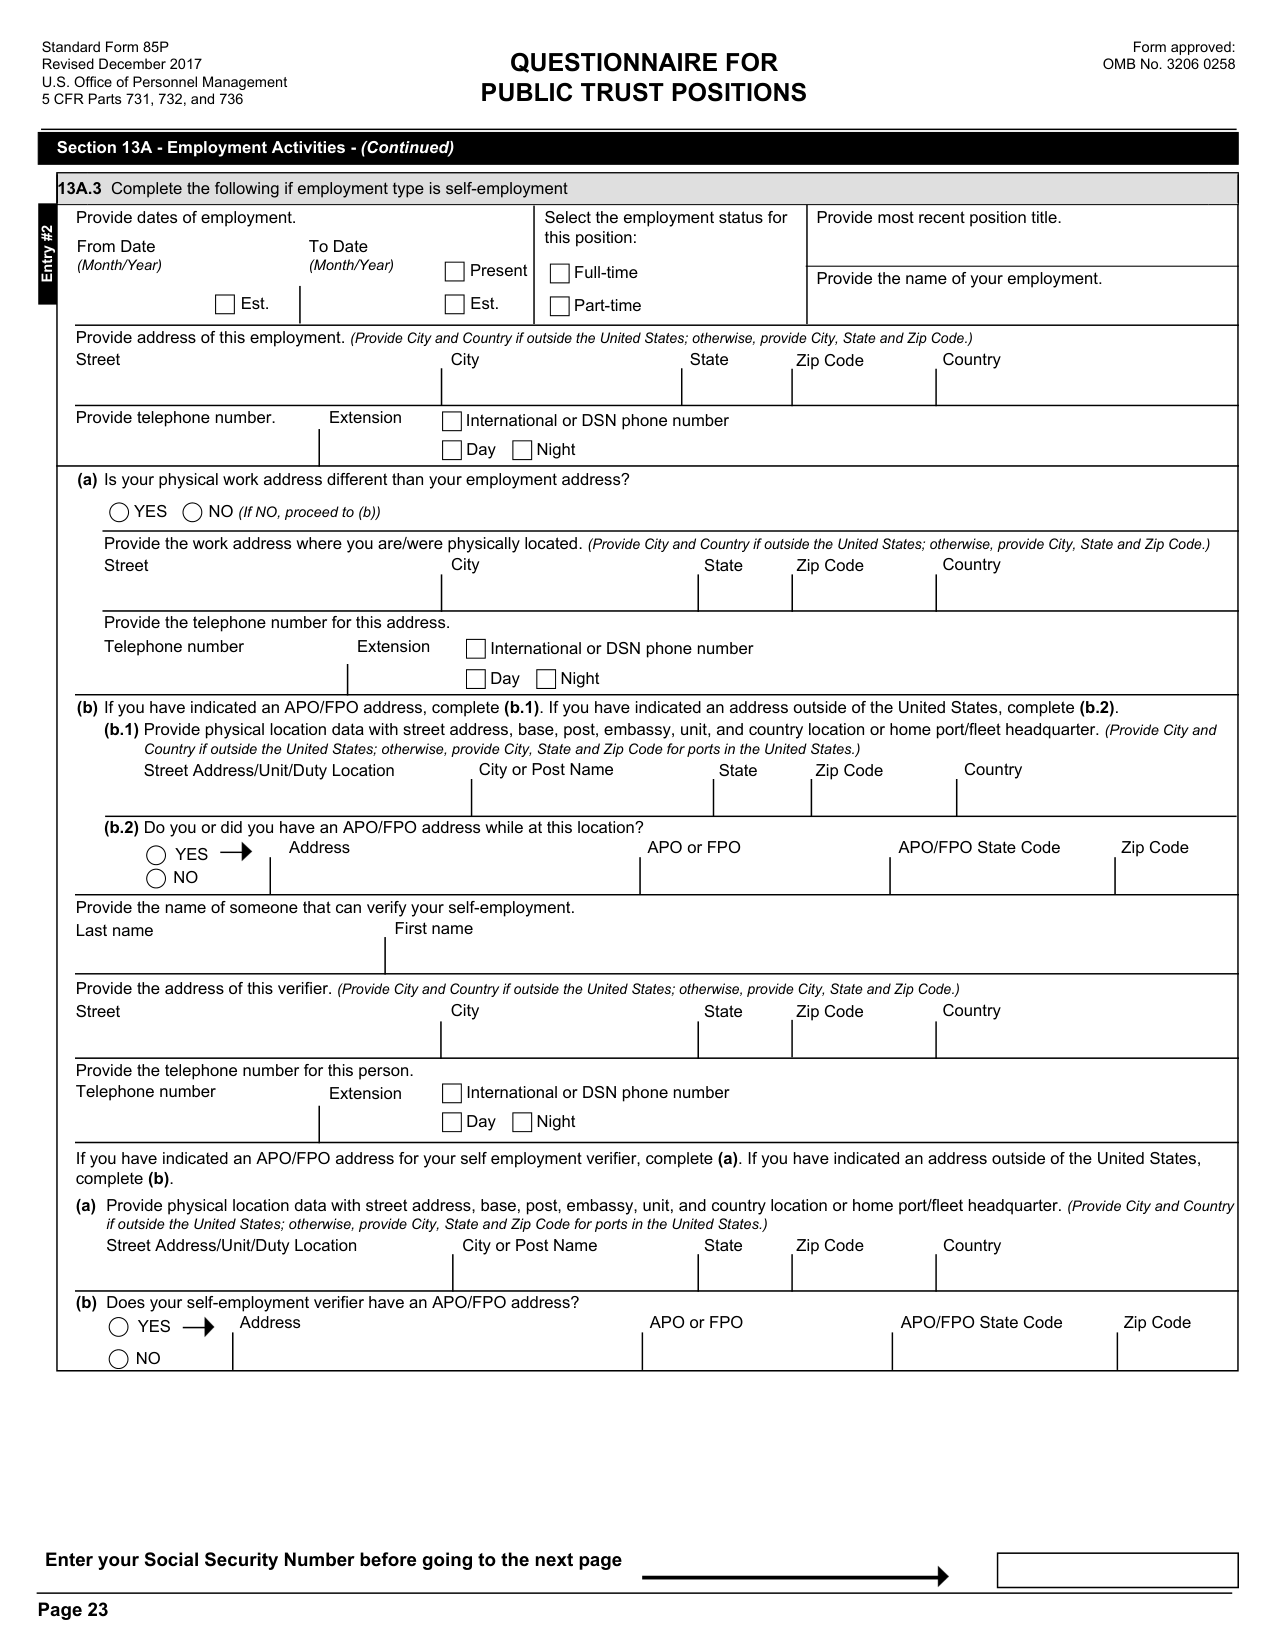 Standard Form 85P
Revised December 2017
U.S. Office of Personnel Management
5 CFR Parts 731, 732, and 736
QUESTIONNAIRE FOR
PUBLIC TRUST POSITIONS
Form approved:
OMB No. 3206 0258
Section 13A - Employment Activities - (Continued)
13A.3 Complete the following if employment type is self-employment
Entry #2
Provide dates of employment.
From Date
(Month/Year)
Est.
To Date
(Month/Year)
Present
Est.
Select the employment status for
this position:
Full-time
Part-time
Provide most recent position title.
Provide the name of your employment.
Provide address of this employment. (Provide City and Country if outside the United States; otherwise, provide City, State and Zip Code.)
Street City State Zip Code Country
Provide telephone number. Extension International or DSN phone number
Day Night
(a) Is your physical work address different than your employment address?
YES NO (If NO, proceed to (b))
Provide the work address where you are/were physically located. (Provide City and Country if outside the United States; otherwise, provide City, State and Zip Code.)
Street City State Zip Code Country
Provide the telephone number for this address.
Telephone number Extension International or DSN phone number
Day Night
(b) If you have indicated an APO/FPO address, complete (b.1). If you have indicated an address outside of the United States, complete (b.2).
(b.1) Provide physical location data with street address, base, post, embassy, unit, and country location or home port/fleet headquarter. (Provide City and
Country if outside the United States; otherwise, provide City, State and Zip Code for ports in the United States.)
Street Address/Unit/Duty Location City or Post Name State Zip Code Country
(b.2) Do you or did you have an APO/FPO address while at this location?
YES Address APO or FPO APO/FPO State Code Zip Code
NO
Provide the name of someone that can verify your self-employment.
Last name First name
Provide the address of this verifier. (Provide City and Country if outside the United States; otherwise, provide City, State and Zip Code.)
Street City State Zip Code Country
Provide the telephone number for this person.
Telephone number Extension International or DSN phone number
Day Night
If you have indicated an APO/FPO address for your self employment verifier, complete (a). If you have indicated an address outside of the United States,
complete (b).
(a) Provide physical location data with street address, base, post, embassy, unit, and country location or home port/fleet headquarter. (Provide City and Country
if outside the United States; otherwise, provide City, State and Zip Code for ports in the United States.)
Street Address/Unit/Duty Location City or Post Name State Zip Code Country
(b) Does your self-employment verifier have an APO/FPO address?
YES Address APO or FPO APO/FPO State Code Zip Code
NO
Enter your Social Security Number before going to the next page
Page 23